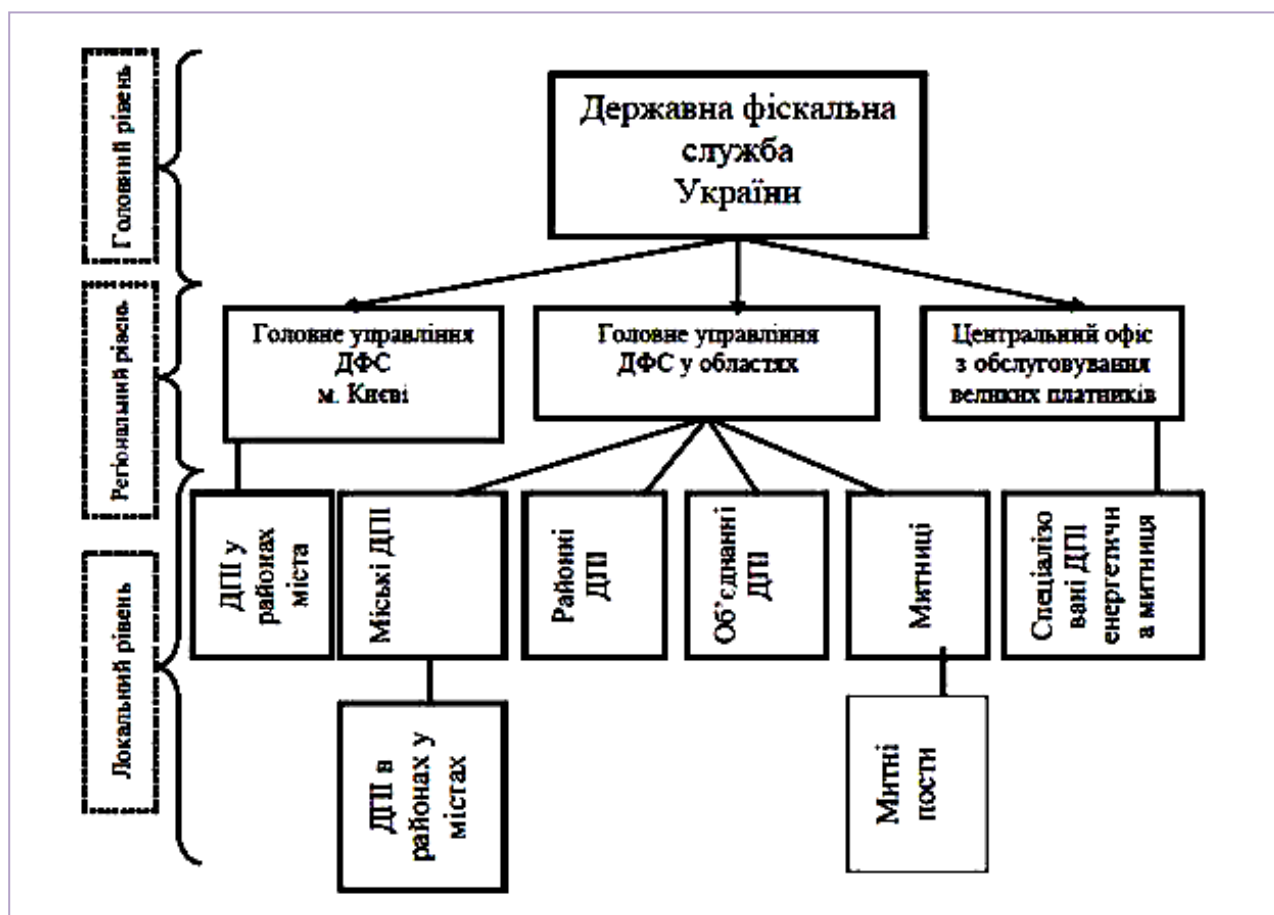 Головний рівень
Державна фіскальна
служба
України
Регіональний рівень
Головне управління
ДФС
м. Києві
Головне управління
ДФС у областях
Центральний офіс
з обслуговування
великих платників
Локальний рівень
ДПІ у
районах
міста
Міські ДПІ
Районні
ДПІ
Об’єднанні
ДПІ
Митниці
Спеціалізо
вані ДПІ
енергетичн
а митниця
ДПІ в
районах у
містах
Митні
пости